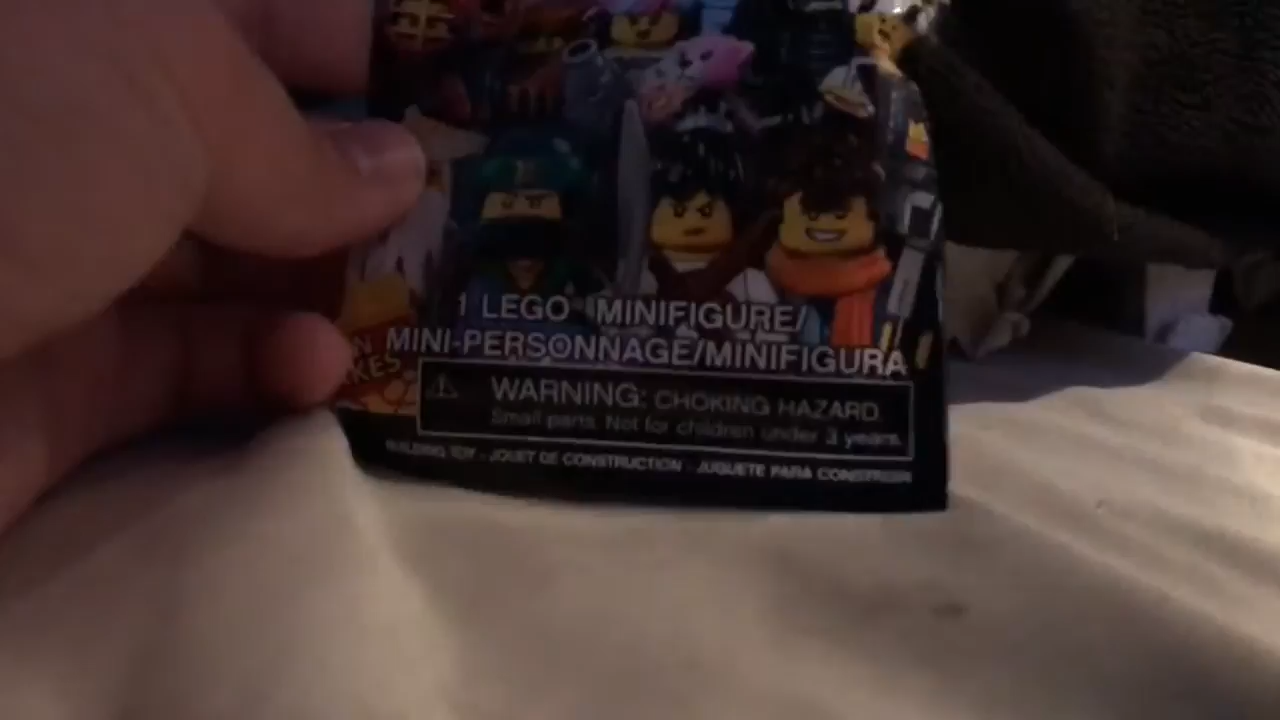 1 LEGO MINIFIGURE/
MINI-PERSONNAGE/MINIFIGURA
WARNING: CHOKING HAZARD.
Small parts. Not for children under 3 years.
BUILDING TOY - JOUET DE CONSTRUCTION - JUGUETE PARA CONSTRUIR